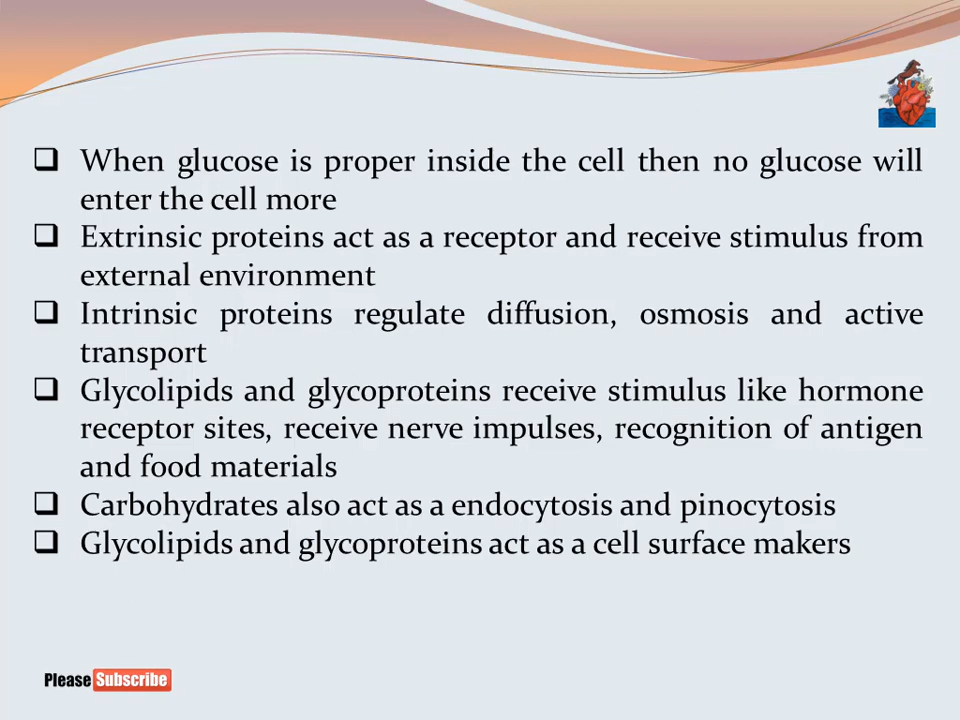 ❑ When glucose is proper inside the cell then no glucose will
enter the cell more
❑ Extrinsic proteins act as a receptor and receive stimulus from
external environment
❑ Intrinsic proteins regulate diffusion, osmosis and active
transport
❑ Glycolipids and glycoproteins receive stimulus like hormone
receptor sites, receive nerve impulses, recognition of antigen
and food materials
❑ Carbohydrates also act as a endocytosis and pinocytosis
❑ Glycolipids and glycoproteins act as a cell surface makers
Please Subscribe